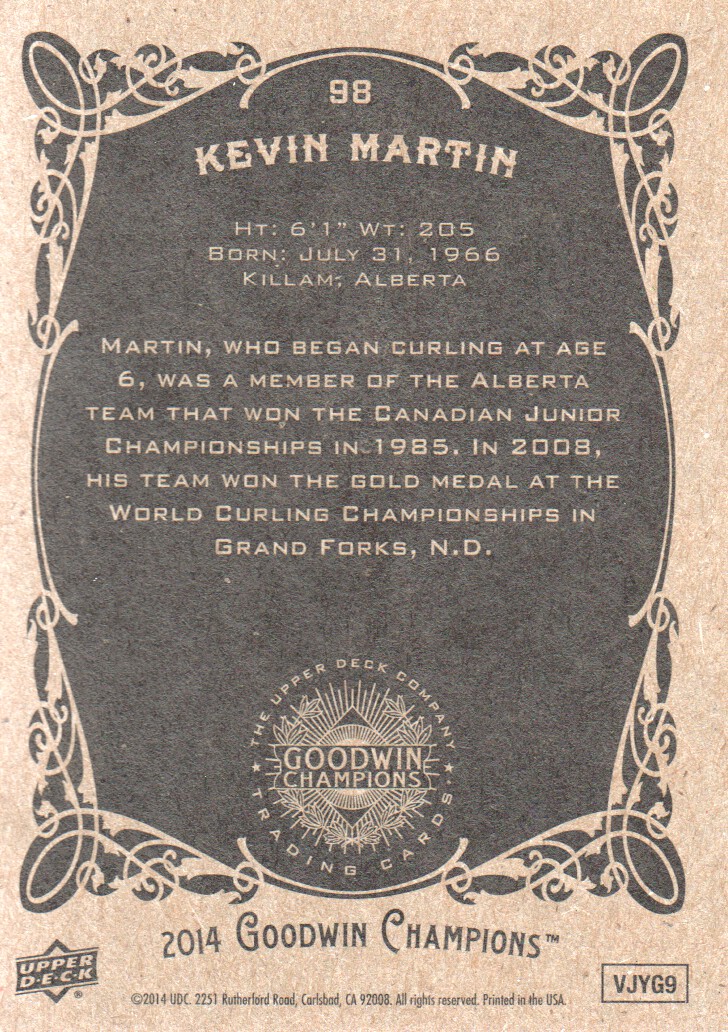 98
KEVIN MARTIN
HT: 6'1" WT: 205
BORN: JULY 31, 1966
KILLAM, ALBERTA
MARTIN, WHO BEGAN CURLING AT AGE
6, WAS A MEMBER OF THE ALBERTA
TEAM THAT WON THE CANADIAN JUNIOR
CHAMPIONSHIPS IN 1985. IN 2008,
HIS TEAM WON THE GOLD MEDAL AT THE
WORLD CURLING CHAMPIONSHIPS IN
GRAND FORKS, N.D.
THE UPPER DECK COMPANY
GOODWIN
CHAMPIONS
TRADING CARDS
2014 GOODWIN CHAMPIONS™
UPPER
D·E·C·K®
©2014 UDC. 2251 Rutherford Road, Carlsbad, CA 92008. All rights reserved. Printed in the USA.
VJYG9